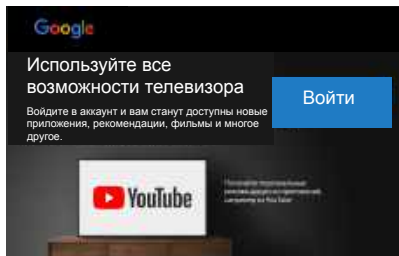 Google
Используйте все
возможности телевизора
Войдите в аккаунт и вам станут доступны новые
приложения, рекомендации, фильмы и многое
другое.
Войти
YouTube